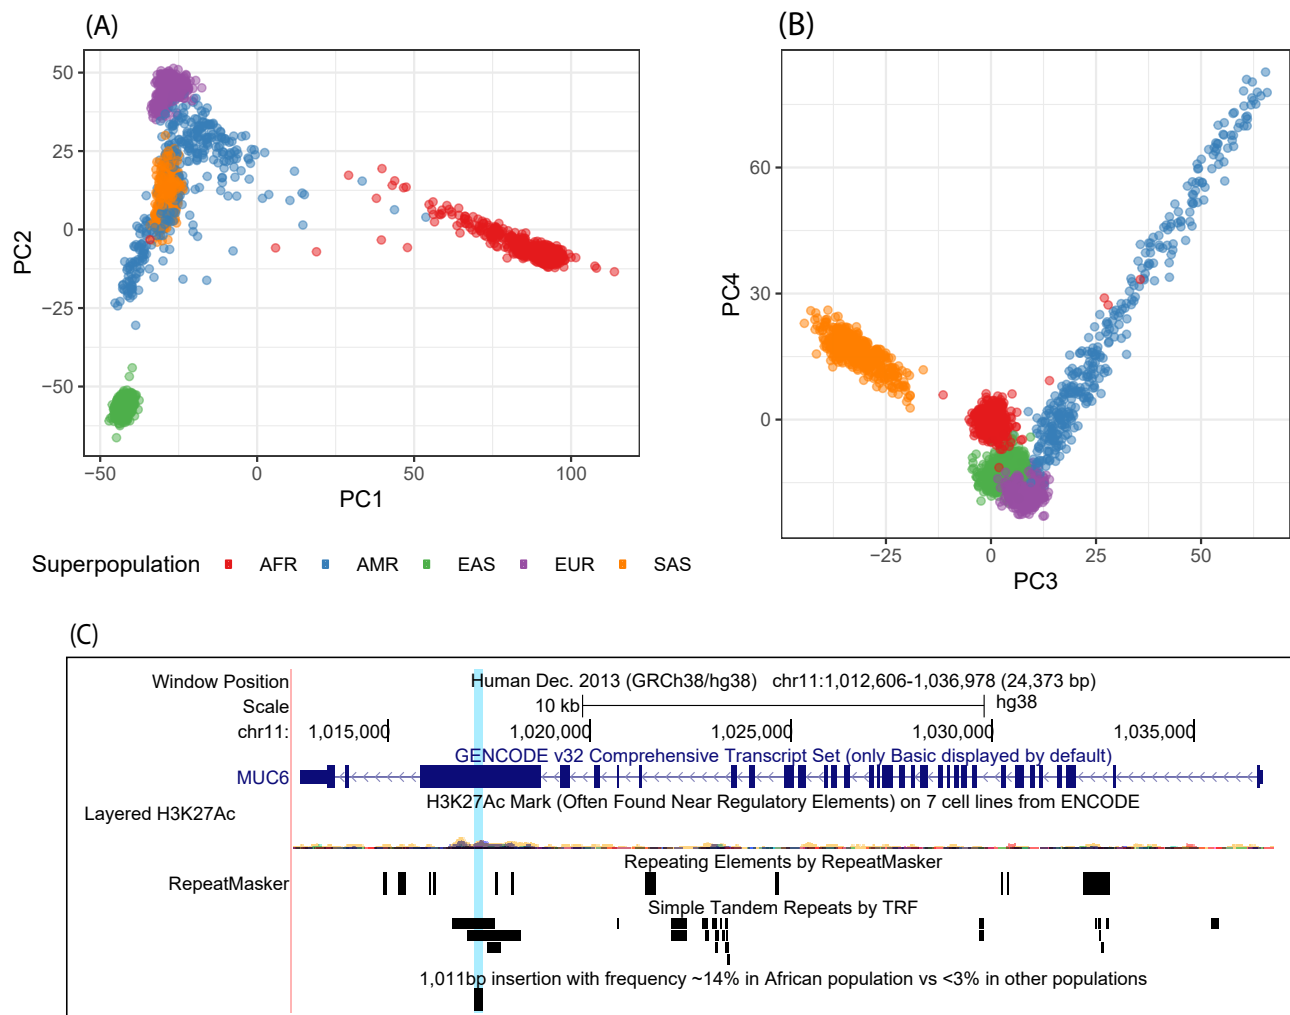 (A)
(B)
50
25
0
−25
−50
PC2
−50
0
50
100
PC1
60
30
0
PC4
−25
0
25
50
PC3
Superpopulation AFR AMR EAS EUR SAS
(C)
Window Position Human Dec. 2013 (GRCh38/hg38) chr11:1,012,606-1,036,978 (24,373 bp)
Scale 10 kb hg38
chr11: 1,015,000 1,020,000 1,025,000 1,030,000 1,035,000
GENCODE v32 Comprehensive Transcript Set (only Basic displayed by default)
MUC6
H3K27Ac Mark (Often Found Near Regulatory Elements) on 7 cell lines from ENCODE
Layered H3K27Ac
Repeating Elements by RepeatMasker
RepeatMasker
Simple Tandem Repeats by TRF
1,011bp insertion with frequency ~14% in African population vs <3% in other populations